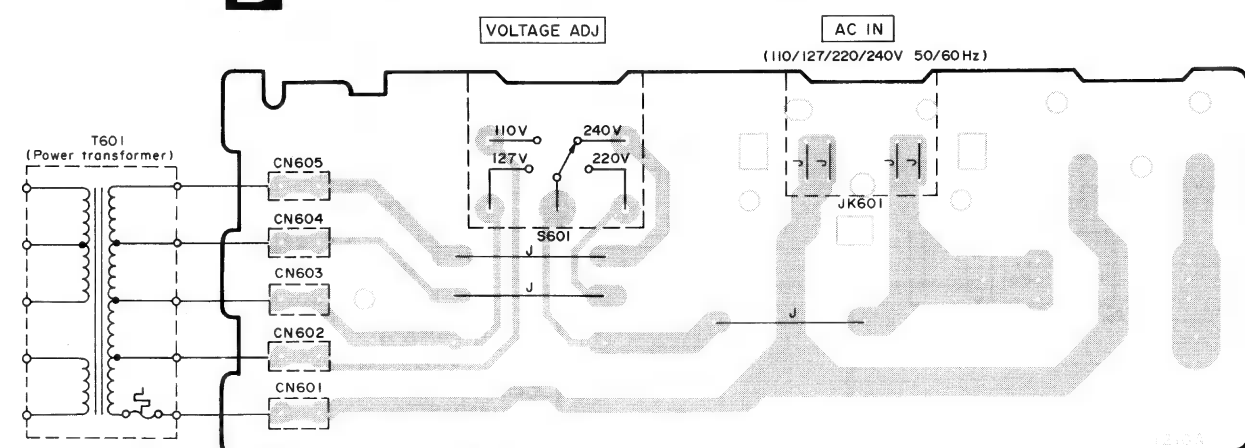 VOLTAGE ADJ
AC IN
(110/127/220/240V 50/60Hz)
T601
(Power transformer)
110V
240V
127V
220V
CN605
CN604
CN603
CN602
CN601
S601
JK601
J
J
J
J
J
J
J